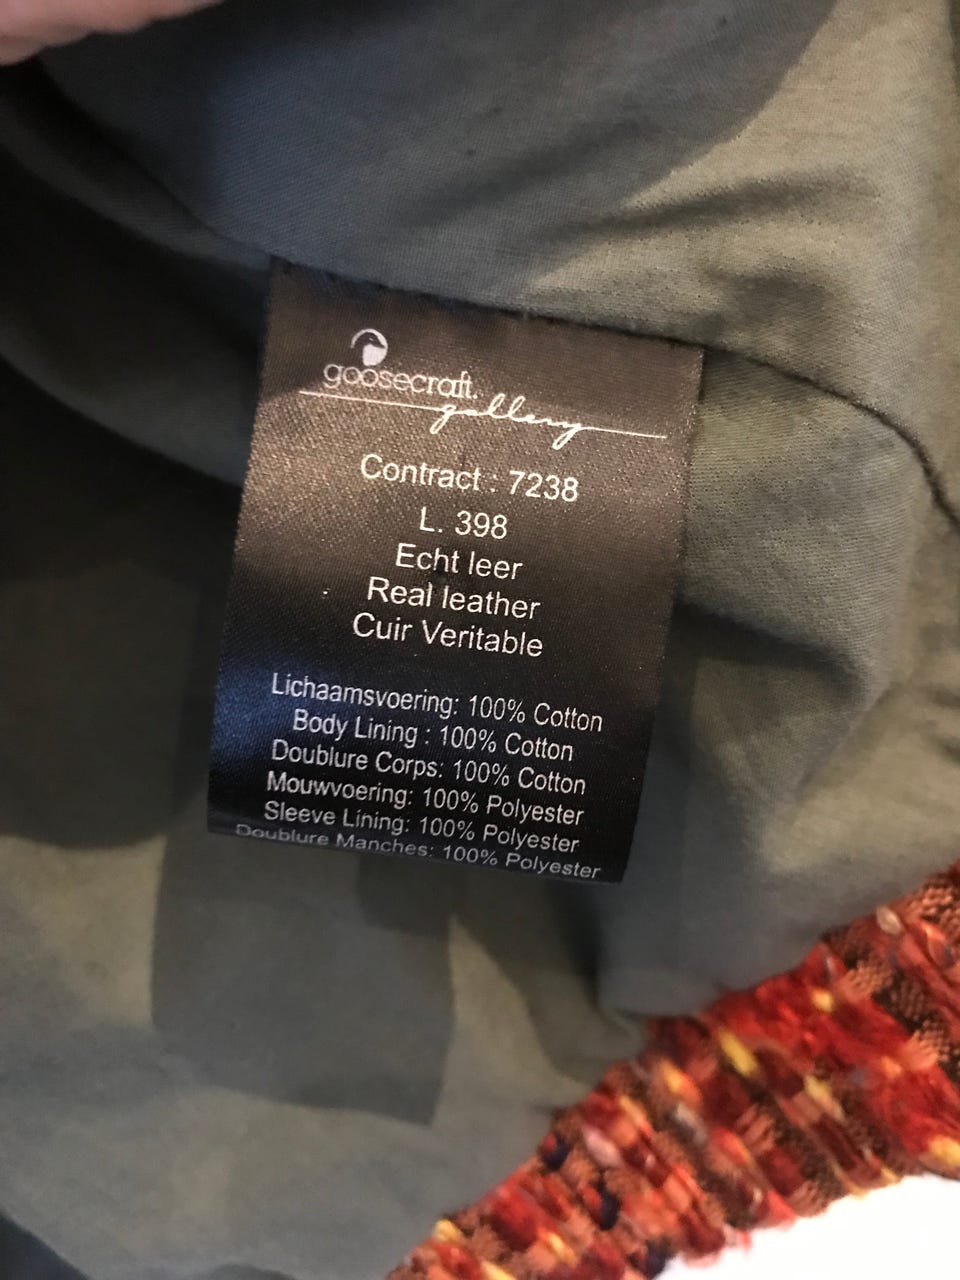 goosecraft.
gallery
Contract : 7238
L. 398
Echt leer
Real leather
Cuir Veritable
Lichaamsvoering: 100% Cotton
Body Lining : 100% Cotton
Doublure Corps: 100% Cotton
Mouwvoering: 100% Polyester
Sleeve Lining: 100% Polyester
Doublure Manches: 100% Polyester